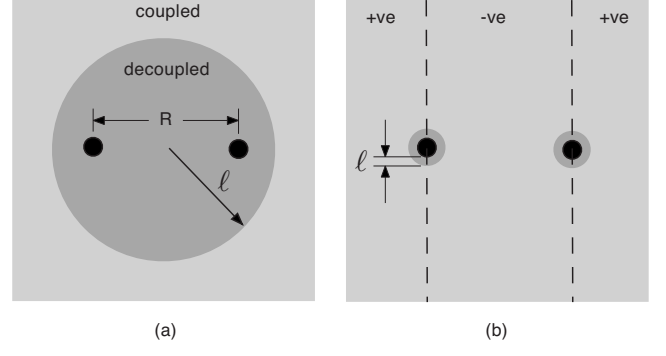 coupled
decoupled
R
ℓ
(a)
+ve -ve +ve
ℓ
(b)